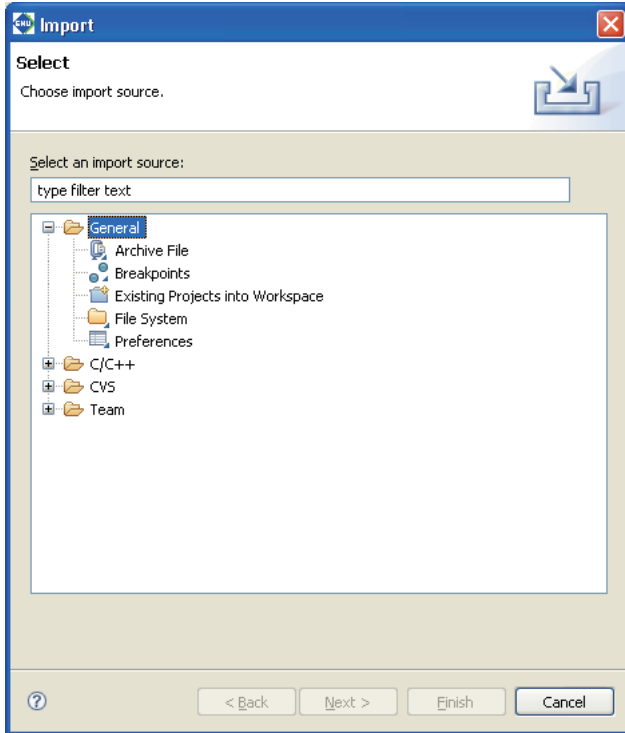 GNU Import
Select
Choose import source.
Select an import source:
type filter text
General
Archive File
Breakpoints
Existing Projects into Workspace
File System
Preferences
C/C++
CVS
Team
? < Back Next > Finish Cancel